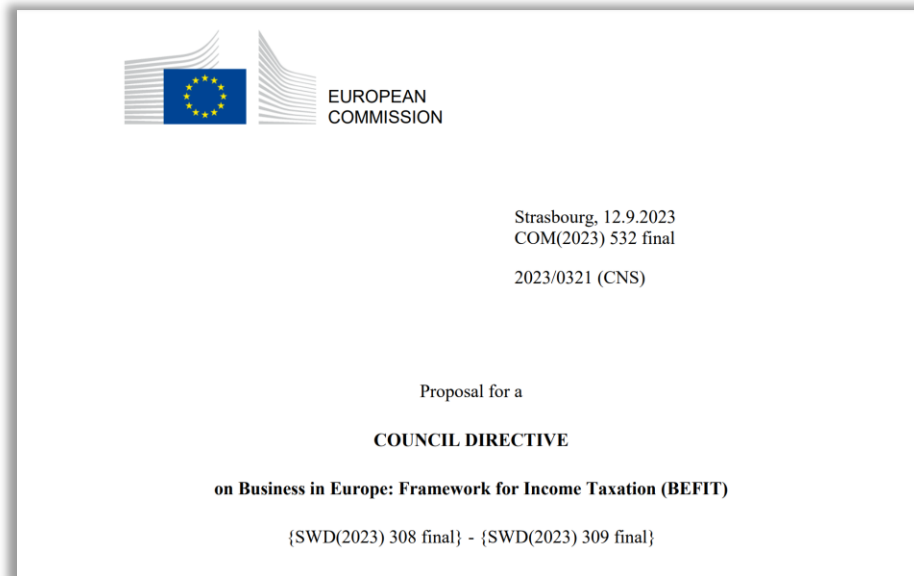 EUROPEAN
COMMISSION
Strasbourg, 12.9.2023
COM(2023) 532 final
2023/0321 (CNS)
Proposal for a
COUNCIL DIRECTIVE
on Business in Europe: Framework for Income Taxation (BEFIT)
{SWD(2023) 308 final} - {SWD(2023) 309 final}